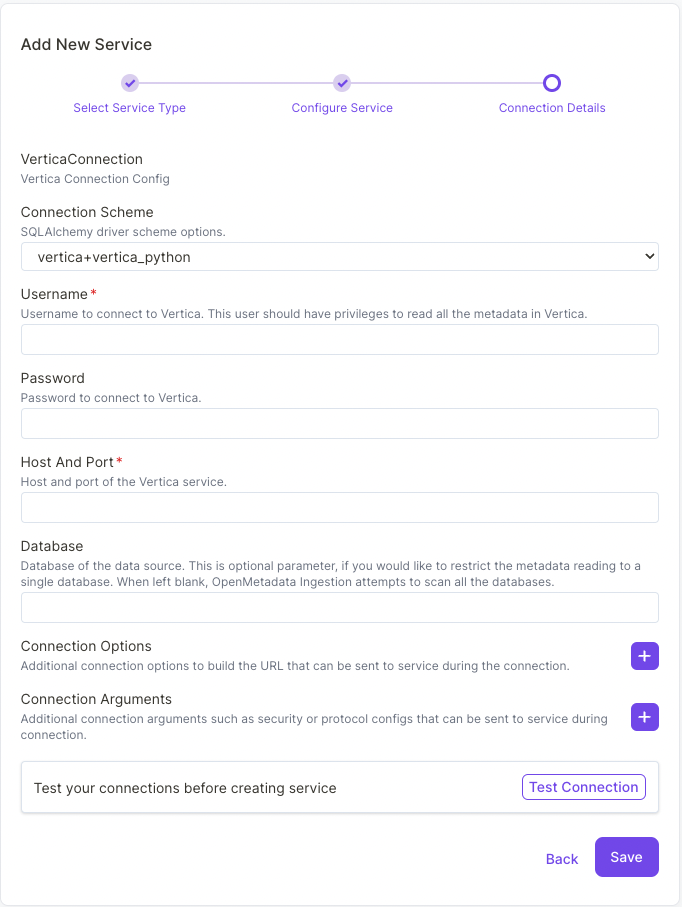 Add New Service
Select Service Type
Configure Service
Connection Details
VerticaConnection
Vertica Connection Config
Connection Scheme
SQLAlchemy driver scheme options.
vertica+vertica_python
Username*
Username to connect to Vertica. This user should have privileges to read all the metadata in Vertica.
Password
Password to connect to Vertica.
Host And Port*
Host and port of the Vertica service.
Database
Database of the data source. This is optional parameter, if you would like to restrict the metadata reading to a
single database. When left blank, OpenMetadata Ingestion attempts to scan all the databases.
Connection Options
Additional connection options to build the URL that can be sent to service during the connection.
Connection Arguments
Additional connection arguments such as security or protocol configs that can be sent to service during
connection.
Test your connections before creating service
Test Connection
Back
Save